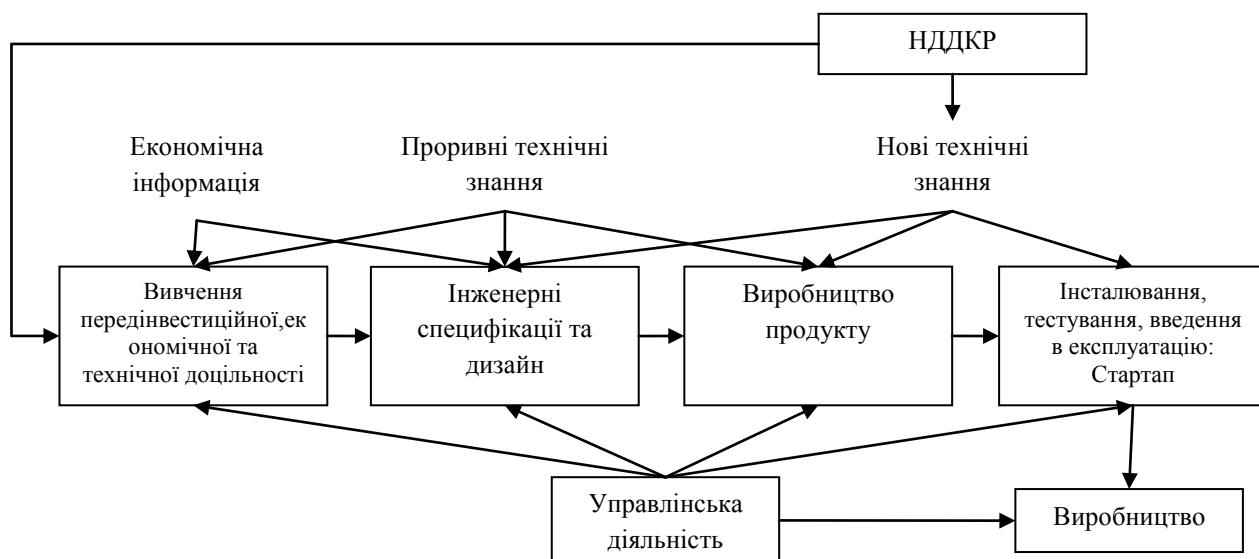 НДДКР
Економічна
інформація
Проривні технічні
знання
Нові технічні
знання
Вивчення
передінвестиційної,ек
ономічної та
технічної доцільності
Інженерні
специфікації та
дизайн
Виробництво
продукту
Інсталювання,
тестування, введення
в експлуатацію:
Стартап
Управлінська
діяльність
Виробництво